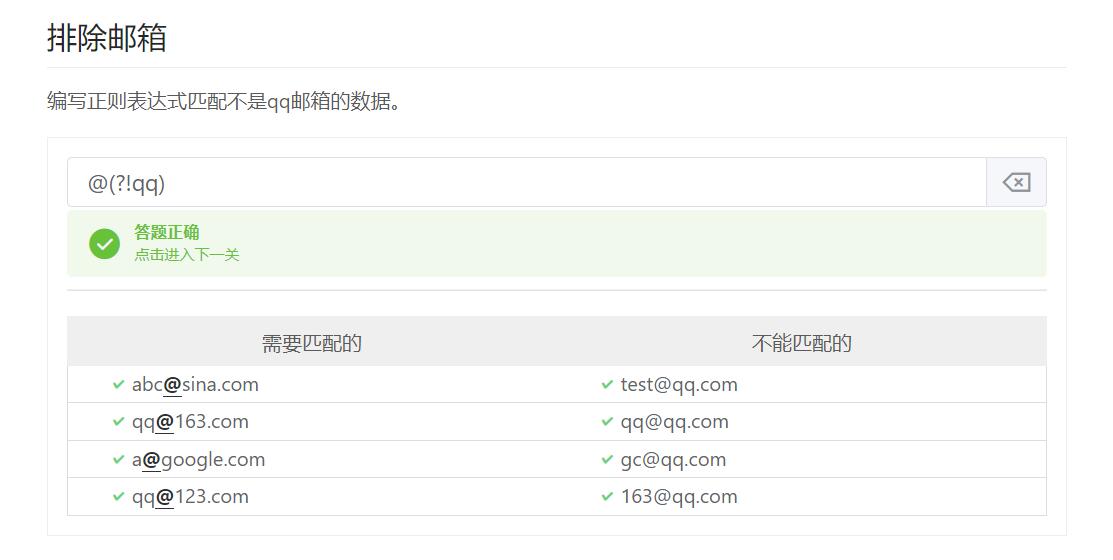 排除邮箱
编写正则表达式匹配不是qq邮箱的数据。
@(?!qq)
答题正确
点击进入下一关
需要匹配的 不能匹配的
abc@sina.com test@qq.com
qq@163.com qq@qq.com
a@google.com gc@qq.com
qq@123.com 163@qq.com